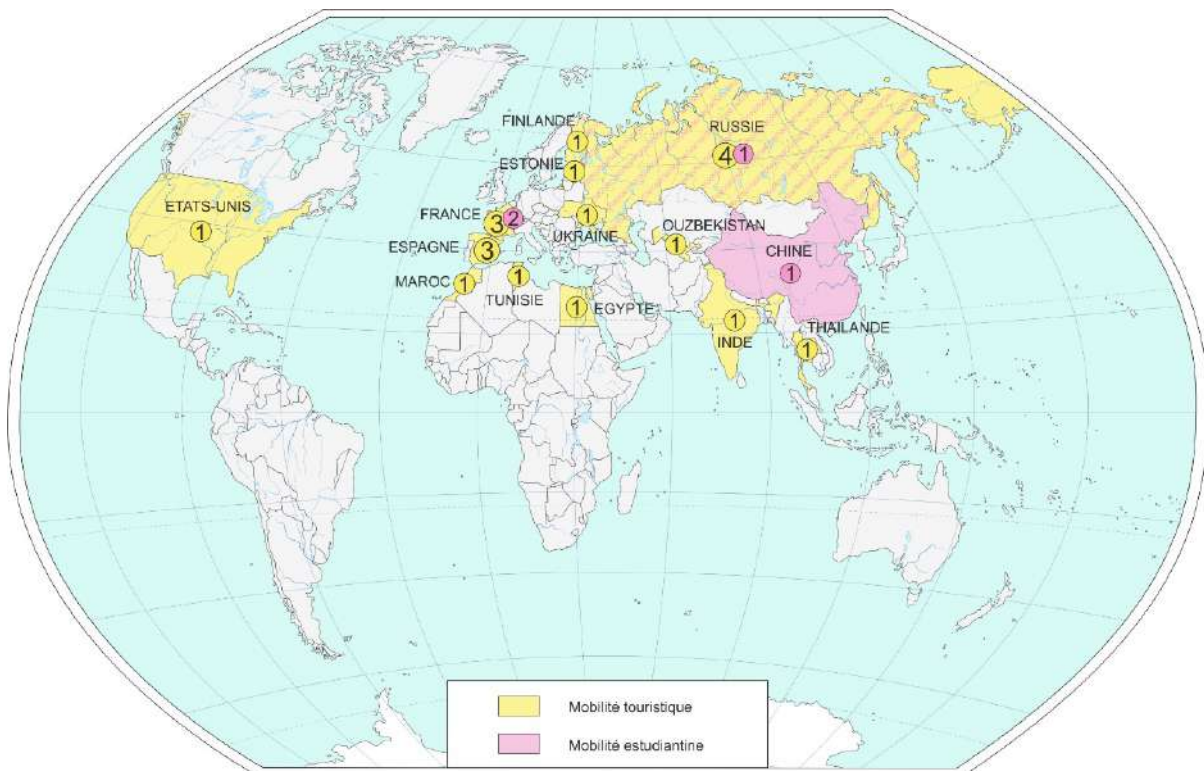 FINLANDE
1
RUSSIE
4 1
ESTONIE
1
ETATS-UNIS
1
FRANCE
3 2
1
UKRAINE
OUZBEKISTAN
1
ESPAGNE
3
CHINE
1
MAROC
1
1
TUNISIE
1
EGYPTE
1
INDE
THAILANDE
1
Mobilité touristique
Mobilité estudiantine